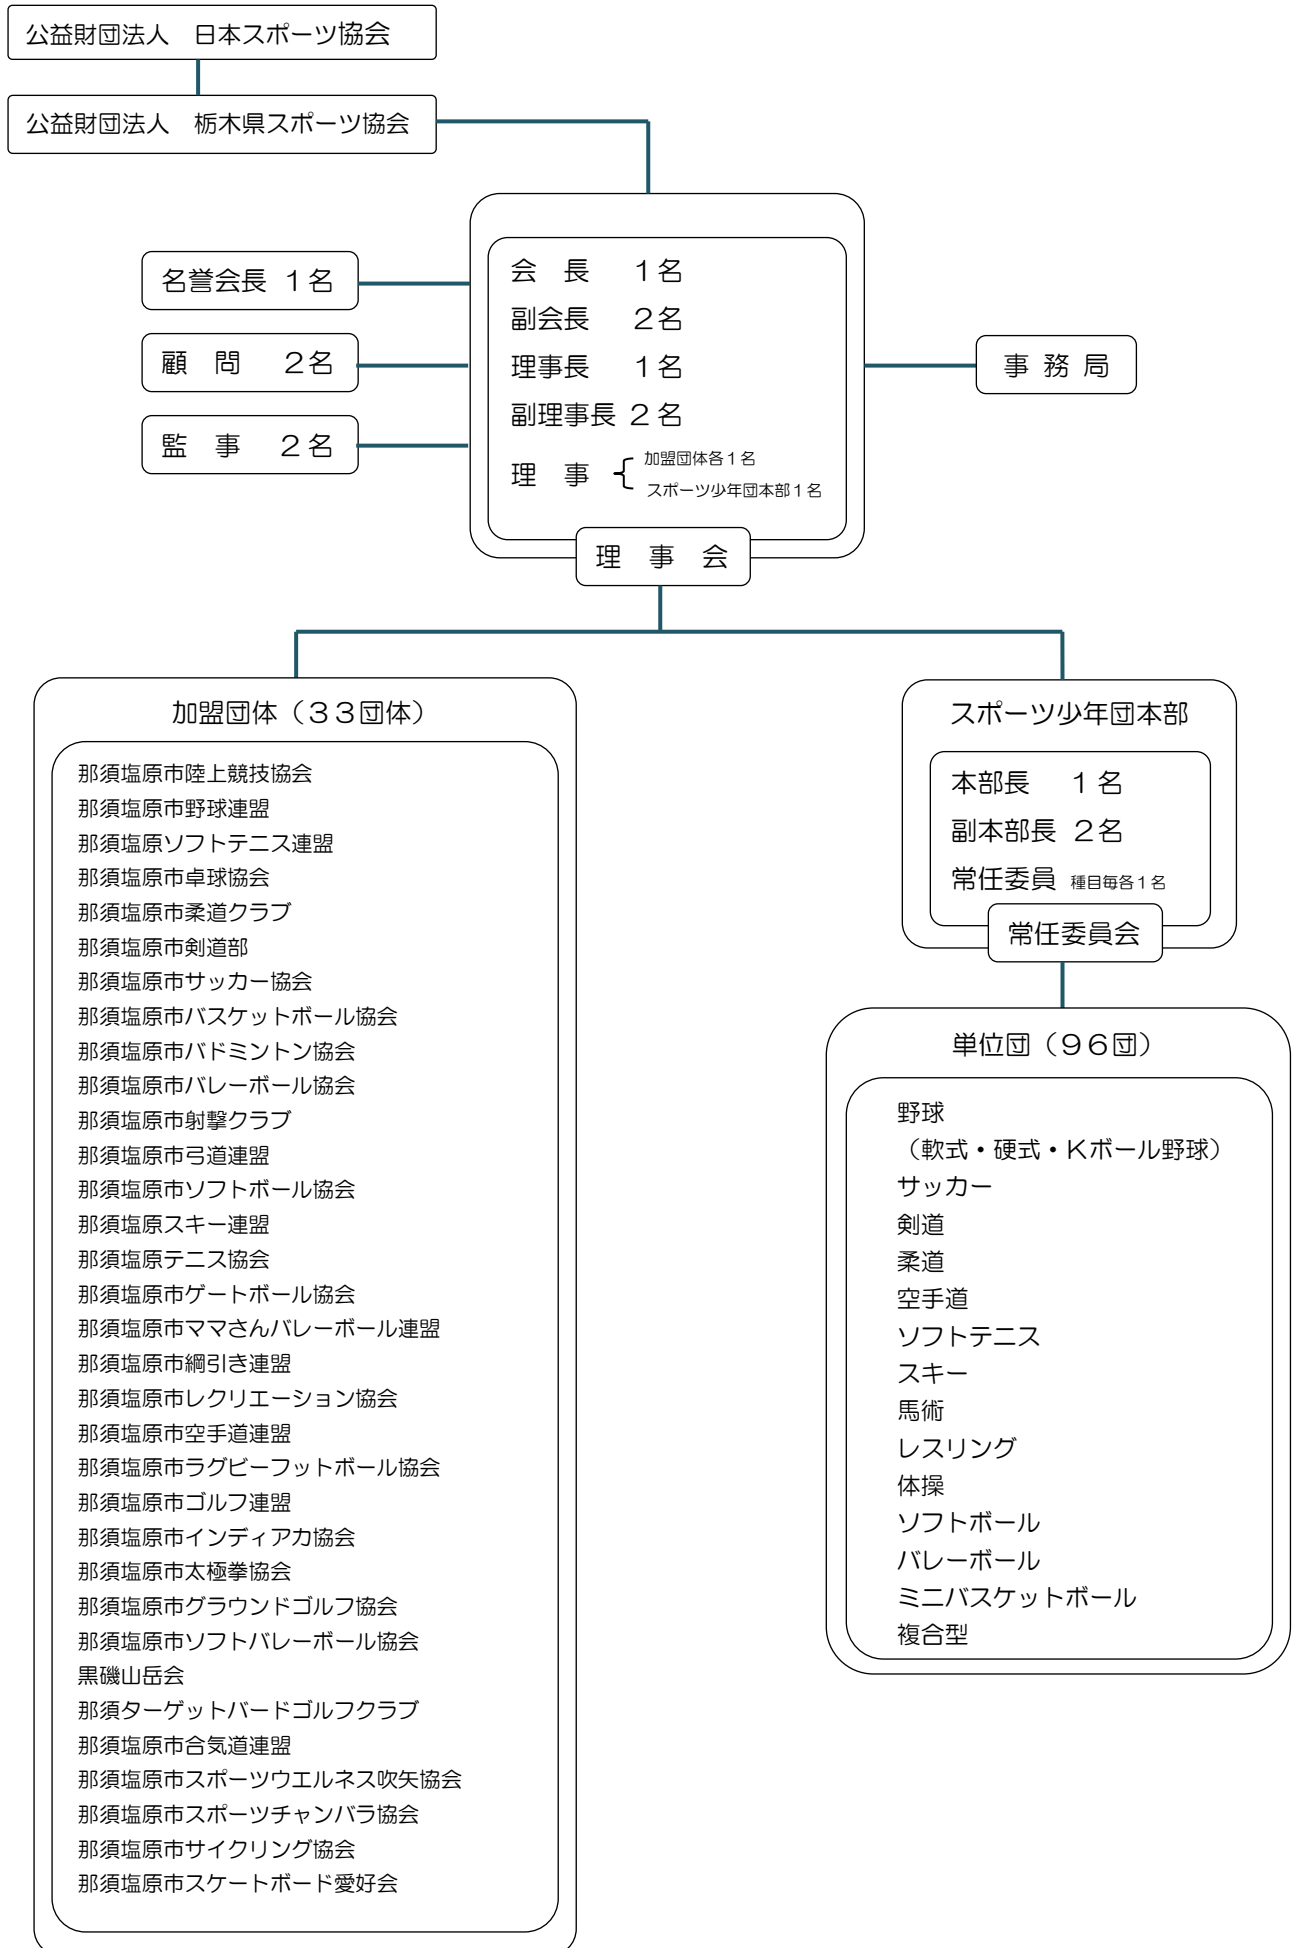 公益財団法人　日本スポーツ協会
公益財団法人　栃木県スポーツ協会
名誉会長 １名
顧　問　２名
監　事　２名
会　長　１名
副会長　２名
理事長　１名
副理事長 ２名
理　事 { 加盟団体各１名
スポーツ少年団本部１名
理　事　会
事 務 局
加盟団体（３３団体）
那須塩原市陸上競技協会
那須塩原市野球連盟
那須塩原ソフトテニス連盟
那須塩原市卓球協会
那須塩原市柔道クラブ
那須塩原市剣道部
那須塩原市サッカー協会
那須塩原市バスケットボール協会
那須塩原市バドミントン協会
那須塩原市バレーボール協会
那須塩原市射撃クラブ
那須塩原市弓道連盟
那須塩原市ソフトボール協会
那須塩原スキー連盟
那須塩原テニス協会
那須塩原市ゲートボール協会
那須塩原市ママさんバレーボール連盟
那須塩原市綱引き連盟
那須塩原市レクリエーション協会
那須塩原市空手道連盟
那須塩原市ラグビーフットボール協会
那須塩原市ゴルフ連盟
那須塩原市インディアカ協会
那須塩原市太極拳協会
那須塩原市グラウンドゴルフ協会
那須塩原市ソフトバレーボール協会
黒磯山岳会
那須ターゲットバードゴルフクラブ
那須塩原市合気道連盟
那須塩原市スポーツウエルネス吹矢協会
那須塩原市スポーツチャンバラ協会
那須塩原市サイクリング協会
那須塩原市スケートボード愛好会
スポーツ少年団本部
本部長　１名
副本部長 ２名
常任委員 種目毎各１名
常任委員会
単位団（９６団）
野球
（軟式・硬式・Ｋボール野球）
サッカー
剣道
柔道
空手道
ソフトテニス
スキー
馬術
レスリング
体操
ソフトボール
バレーボール
ミニバスケットボール
複合型